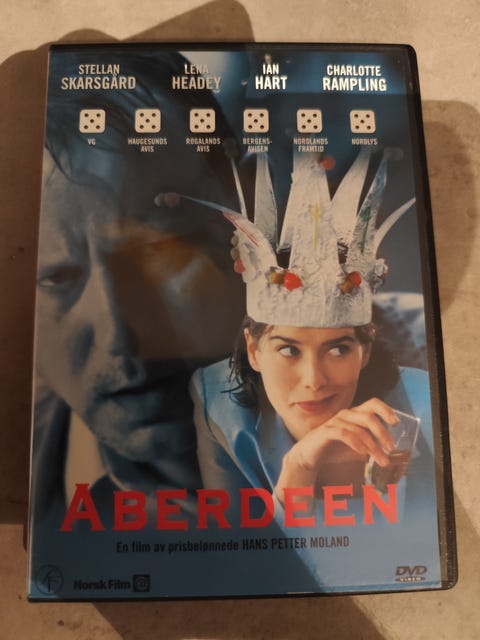 STELLAN SKARSGÅRD
LENA HEADEY
IAN HART
CHARLOTTE RAMPLING
VG
HAUGESUNDS AVIS
ROGALANDS AVIS
BERGENS-AVISEN
NORDLANDS FRAMTID
NORDLYS
ABERDEEN
En film av prisbelønnede HANS PETTER MOLAND
Norsk Film
DVD
VIDEO